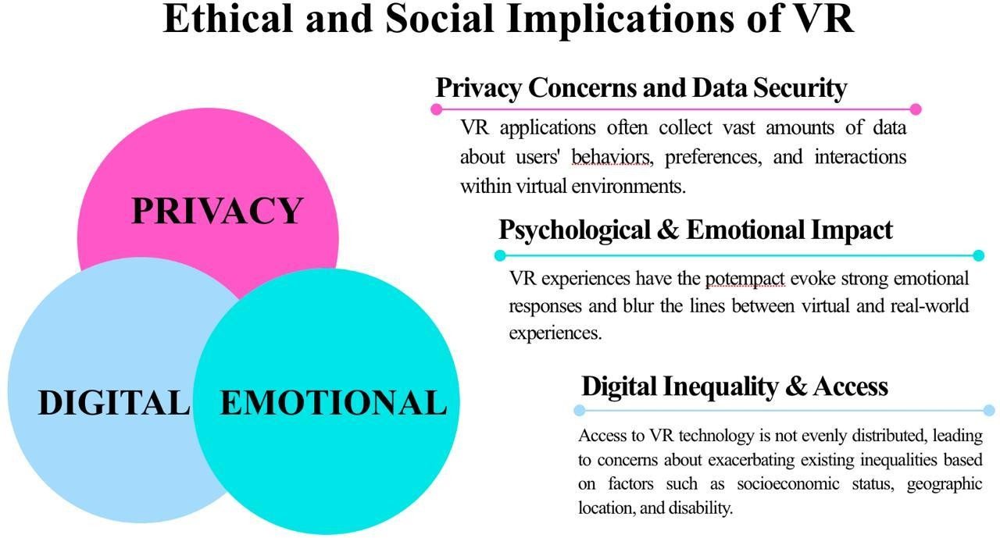 Ethical and Social Implications of VR
Privacy Concerns and Data Security
VR applications often collect vast amounts of data
about users' behaviors, preferences, and interactions
within virtual environments.
PRIVACY
Psychological & Emotional Impact
VR experiences have the potempact evoke strong emotional
responses and blur the lines between virtual and real-world
experiences.
DIGITAL
EMOTIONAL
Digital Inequality & Access
Access to VR technology is not evenly distributed, leading
to concerns about exacerbating existing inequalities based
on factors such as socioeconomic status, geographic
location, and disability.